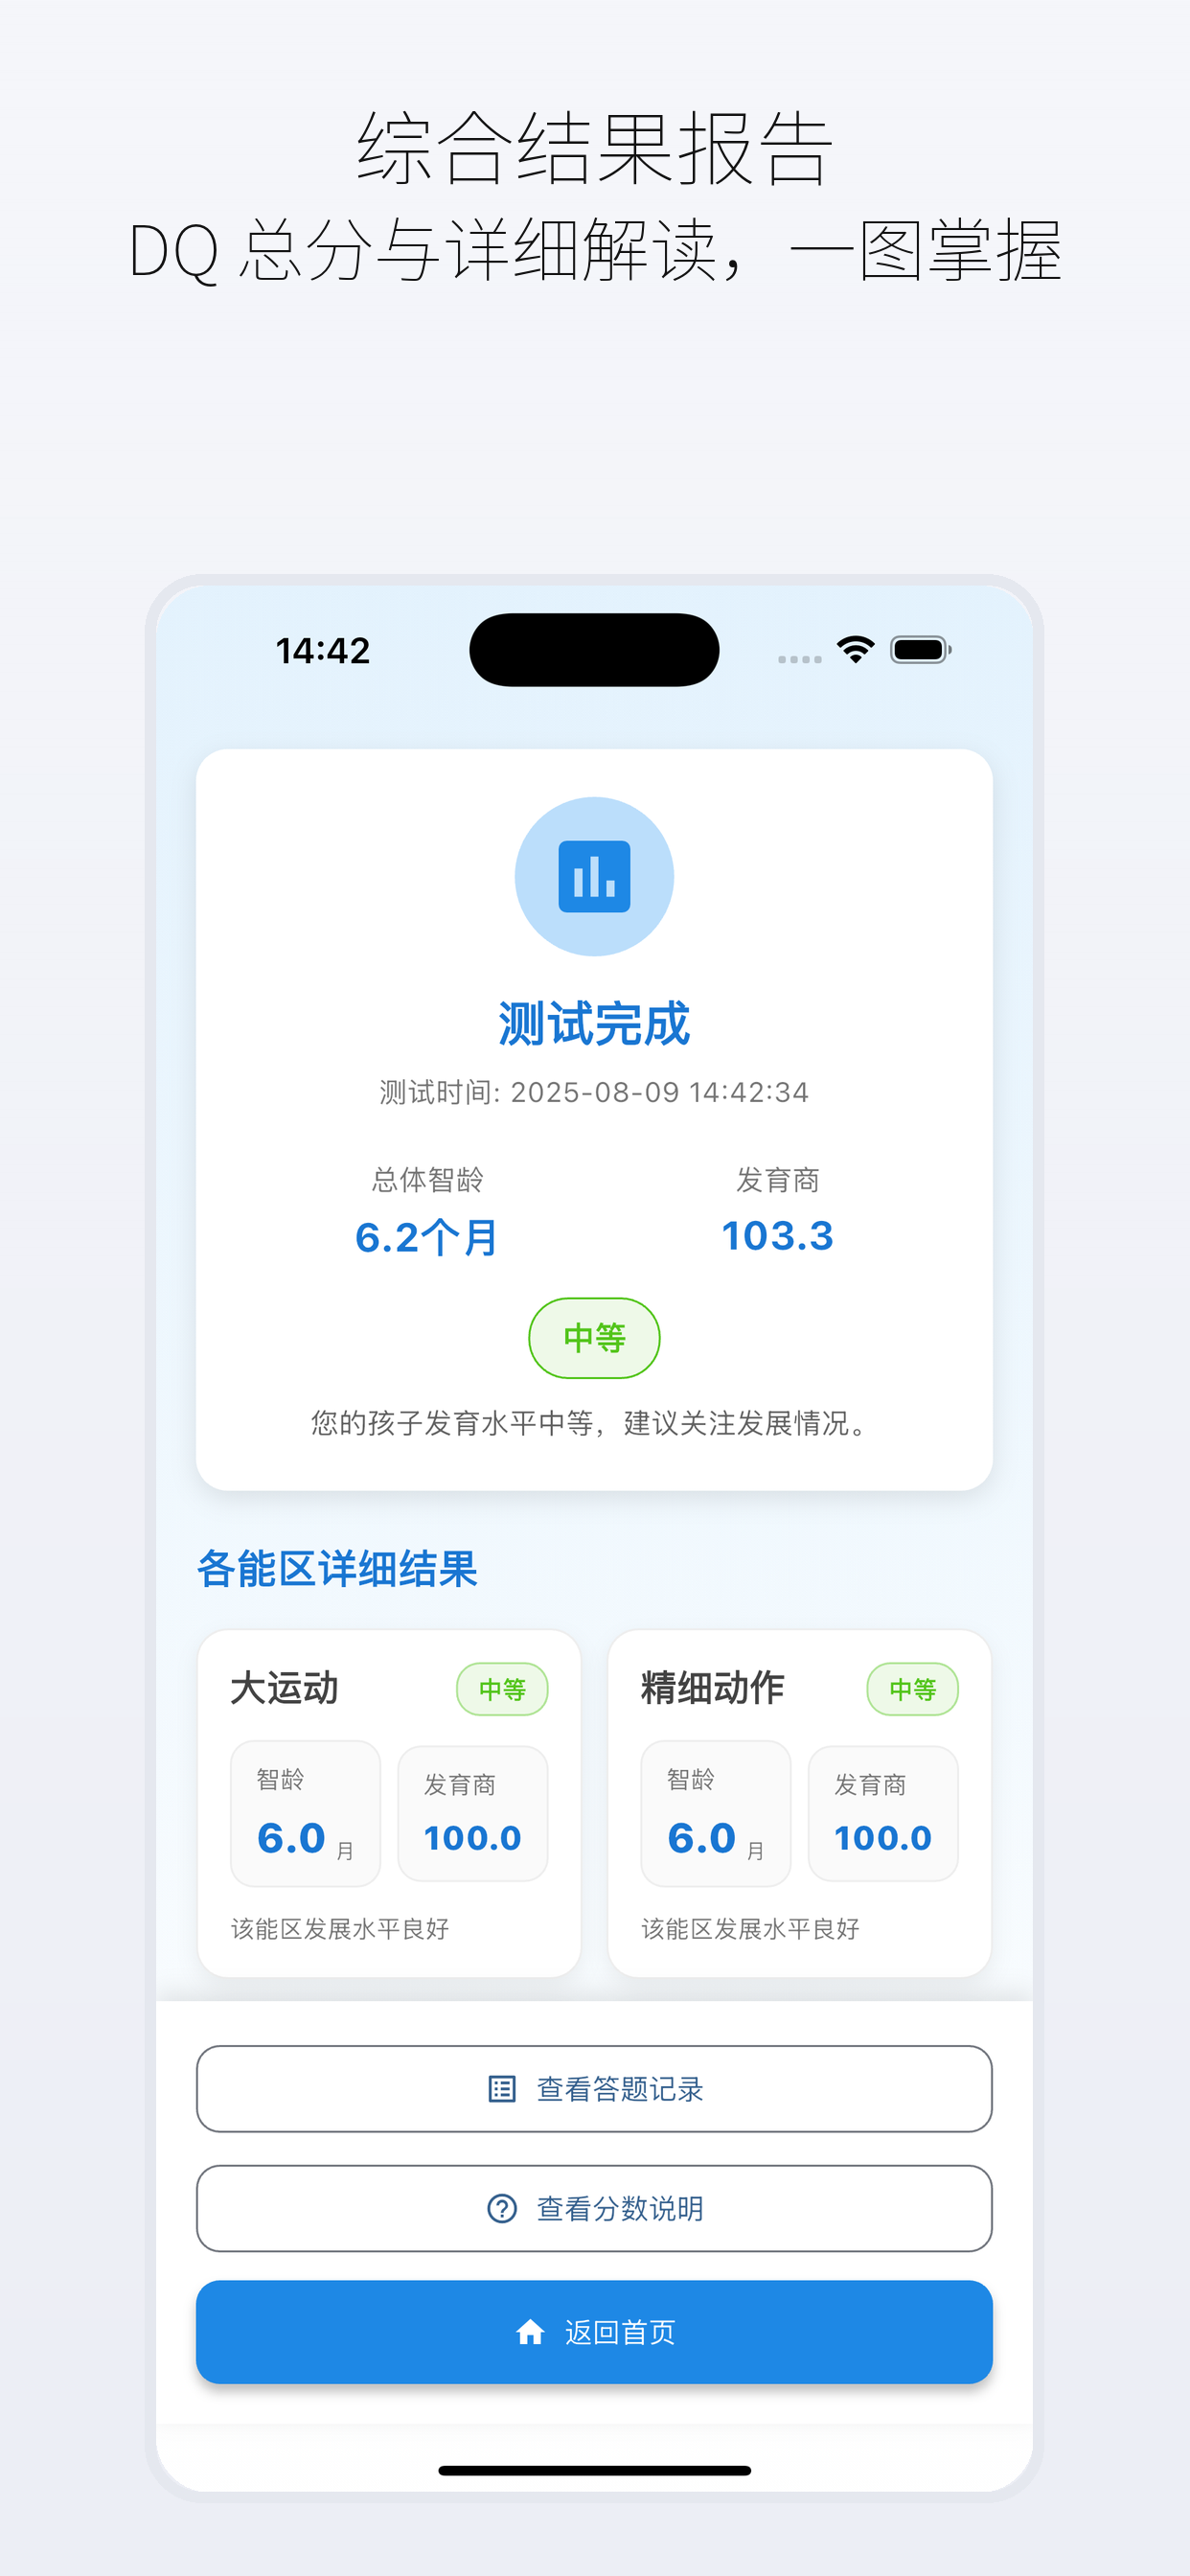 综合结果报告
DQ 总分与详细解读，一图掌握
14:42
测试完成
测试时间: 2025-08-09 14:42:34
总体智龄 发育商
6.2个月 103.3
中等
您的孩子发育水平中等，建议关注发展情况。
各能区详细结果
大运动 中等
智龄 发育商
6.0 月 100.0
该能区发展水平良好
精细动作 中等
智龄 发育商
6.0 月 100.0
该能区发展水平良好
查看答题记录
查看分数说明
返回首页